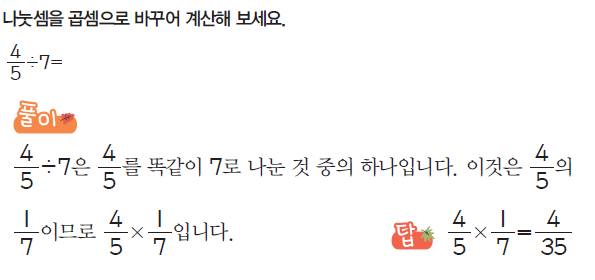 나눗셈을 곱셈으로 바꾸어 계산해 보세요.
4/5÷7=
풀이
4/5÷7은 4/5를 똑같이 7로 나눈 것 중의 하나입니다. 이것은 4/5의
1/7이므로 4/5×1/7입니다. 답 4/5×1/7=4/35